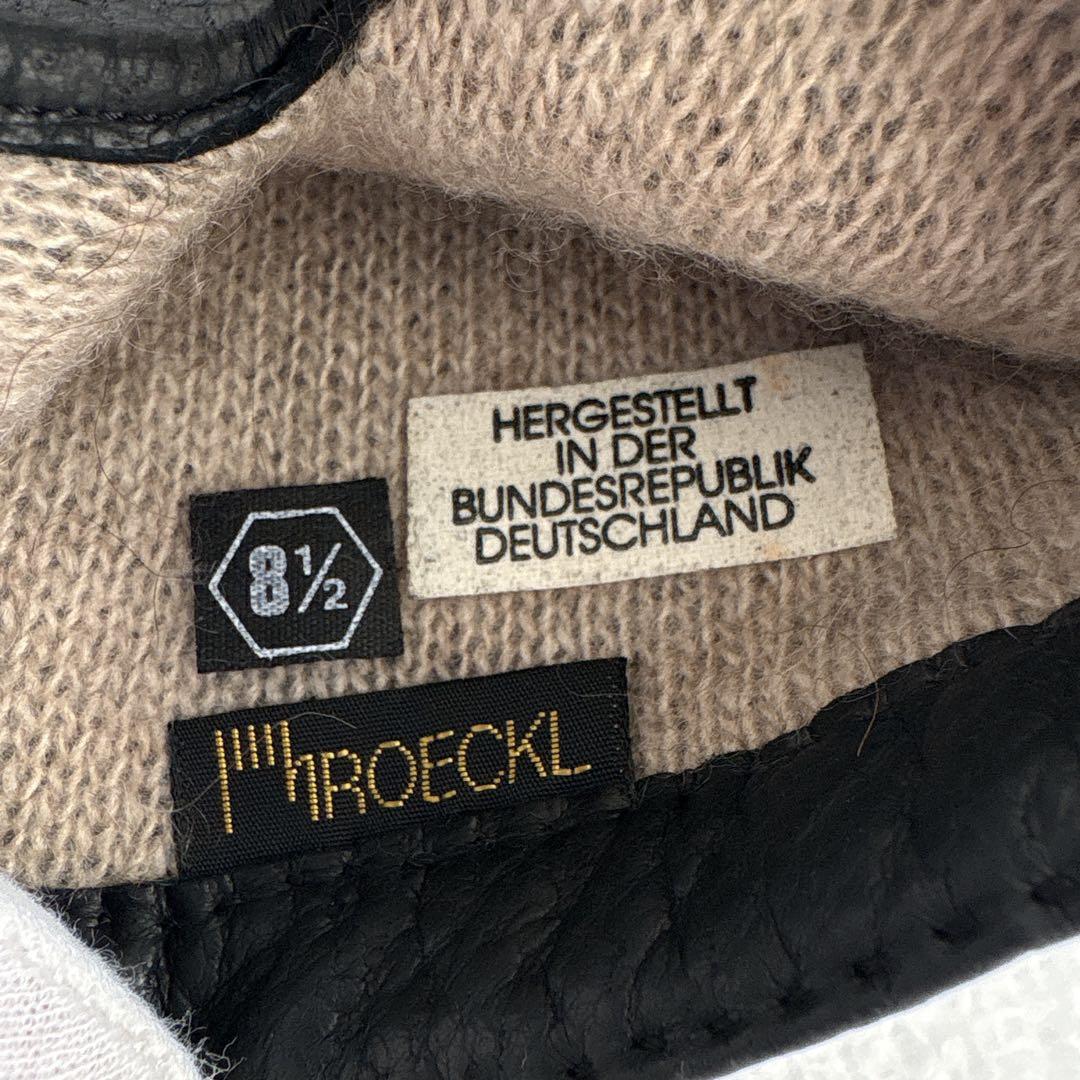 HERGESTELLT
IN DER
BUNDESREPUBLIK
DEUTSCHLAND
8½
ROECKL